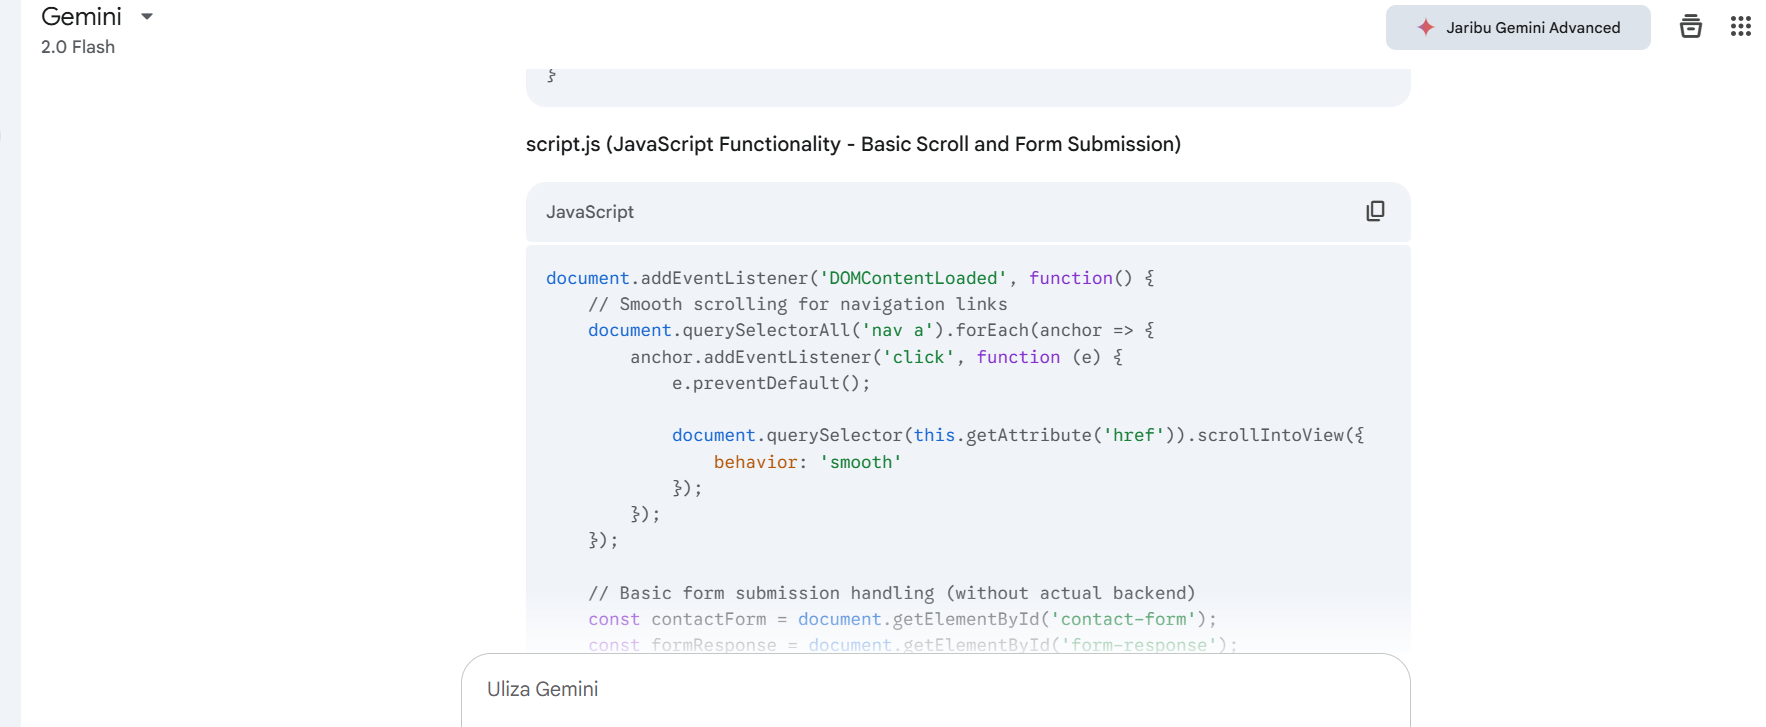 Gemini
2.0 Flash
Jaribu Gemini Advanced
}
script.js (JavaScript Functionality - Basic Scroll and Form Submission)
JavaScript
document.addEventListener('DOMContentLoaded', function() {
    // Smooth scrolling for navigation links
    document.querySelectorAll('nav a').forEach(anchor => {
        anchor.addEventListener('click', function (e) {
            e.preventDefault();

            document.querySelector(this.getAttribute('href')).scrollIntoView({
                behavior: 'smooth'
            });
        });
    });

    // Basic form submission handling (without actual backend)
    const contactForm = document.getElementById('contact-form');
    const formResponse = document.getElementById('form-response');
Uliza Gemini